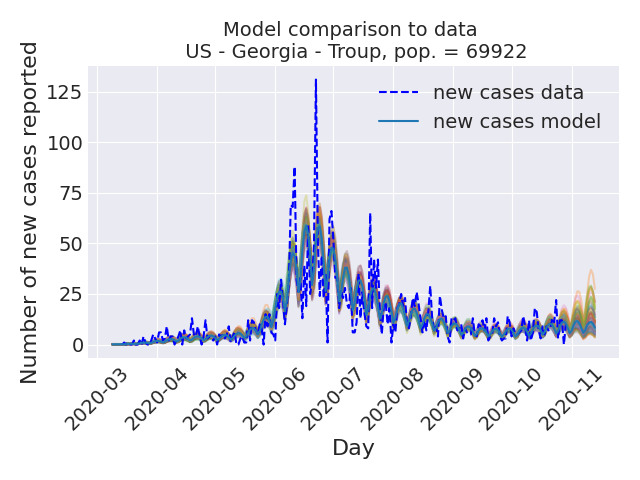 Model comparison to data
US - Georgia - Troup, pop. = 69922
Number of new cases reported
125
100
75
50
25
0
new cases data
new cases model
2020-03
2020-04
2020-05
2020-06
2020-07
2020-08
2020-09
2020-10
2020-11
Day